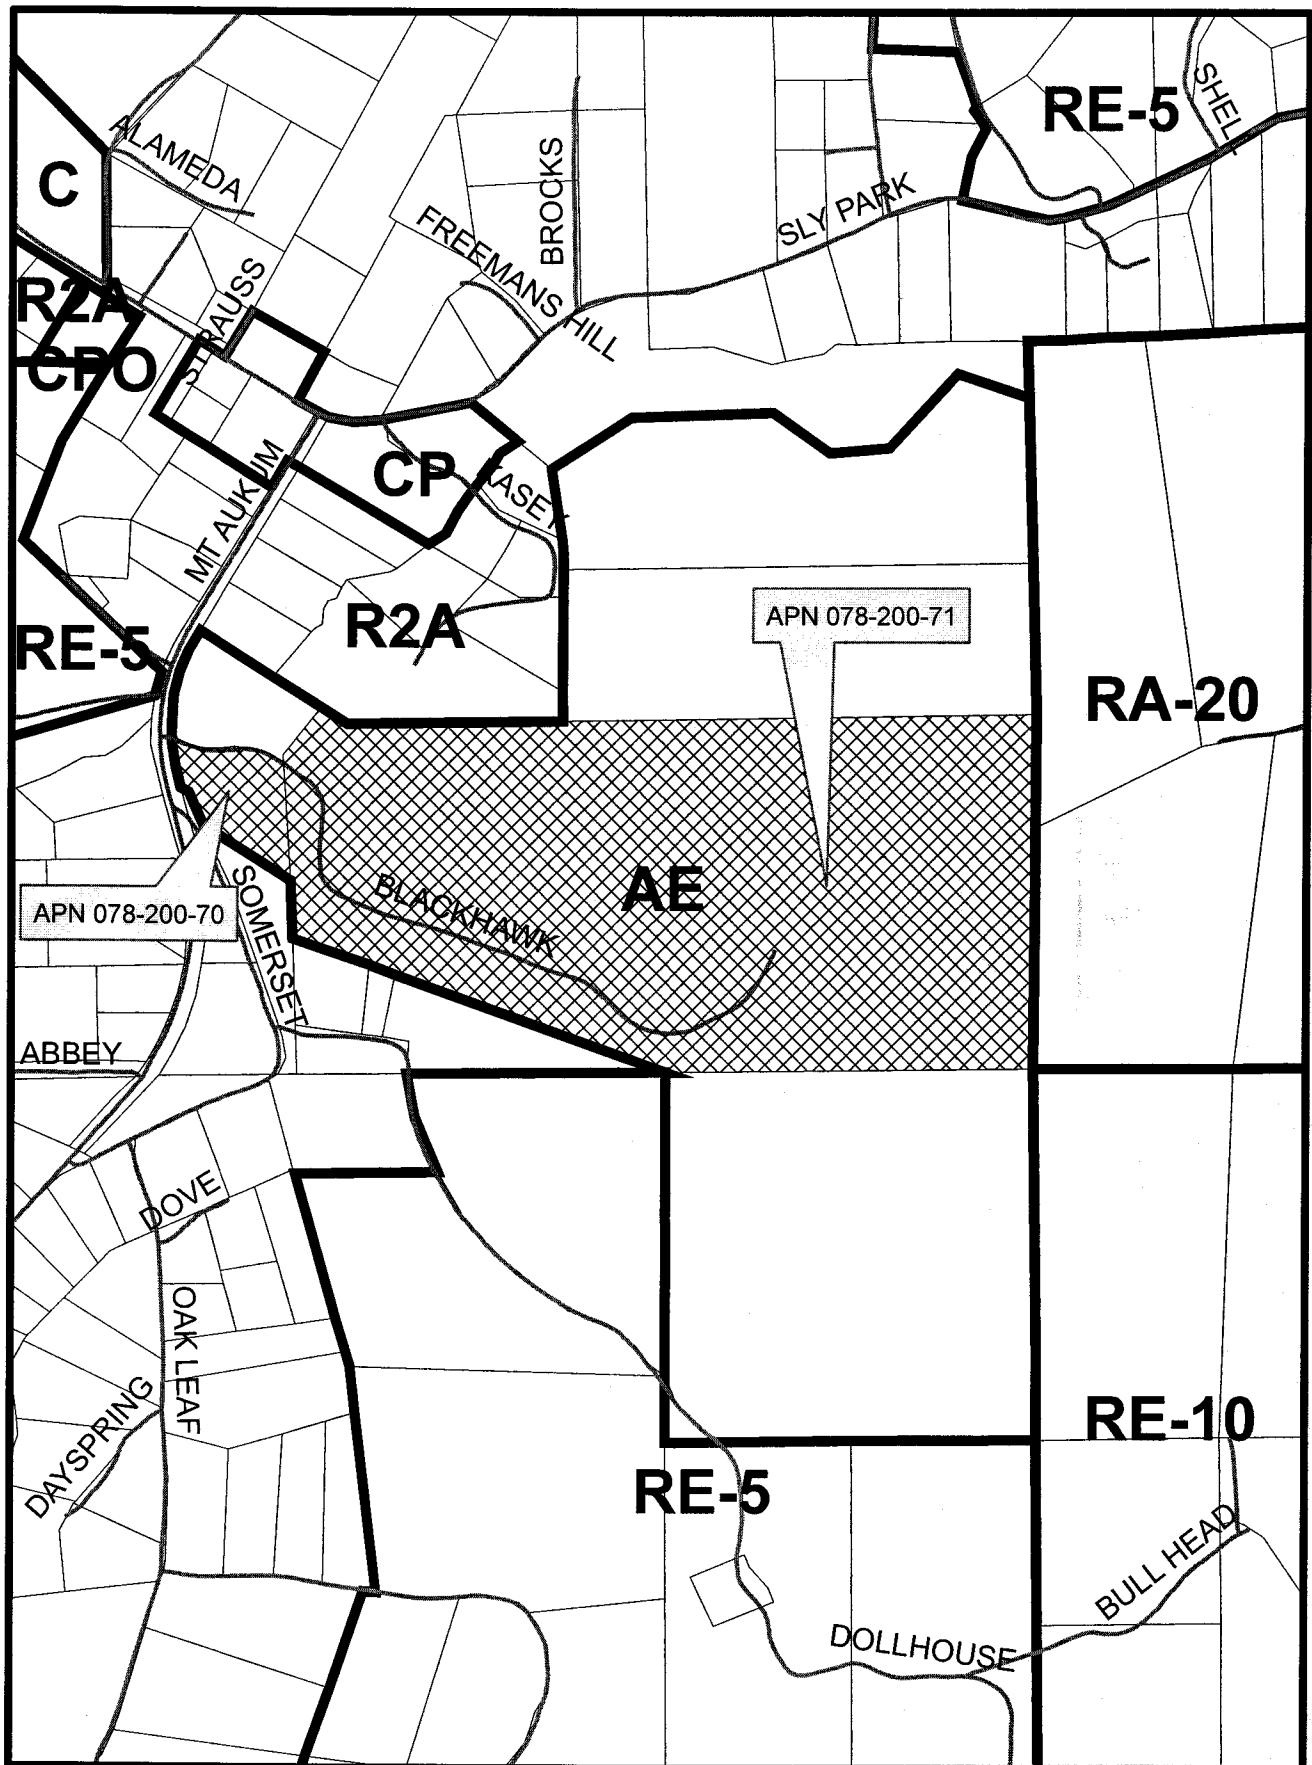 RE-5
SHELL
ALAMEDA
C
BROCKS
SLY PARK
FREEMANS HILL
R2A
STRAUSS
CPO
CP
KASEY
MT AUKUM
APN 078-200-71
R2A
RE-5
RA-20
AE
BLACKHAWK
APN 078-200-70
SOMERSET
ABBEY
DOVE
OAK LEAF
DAYSPRING
RE-10
RE-5
BULL HEAD
DOLLHOUSE